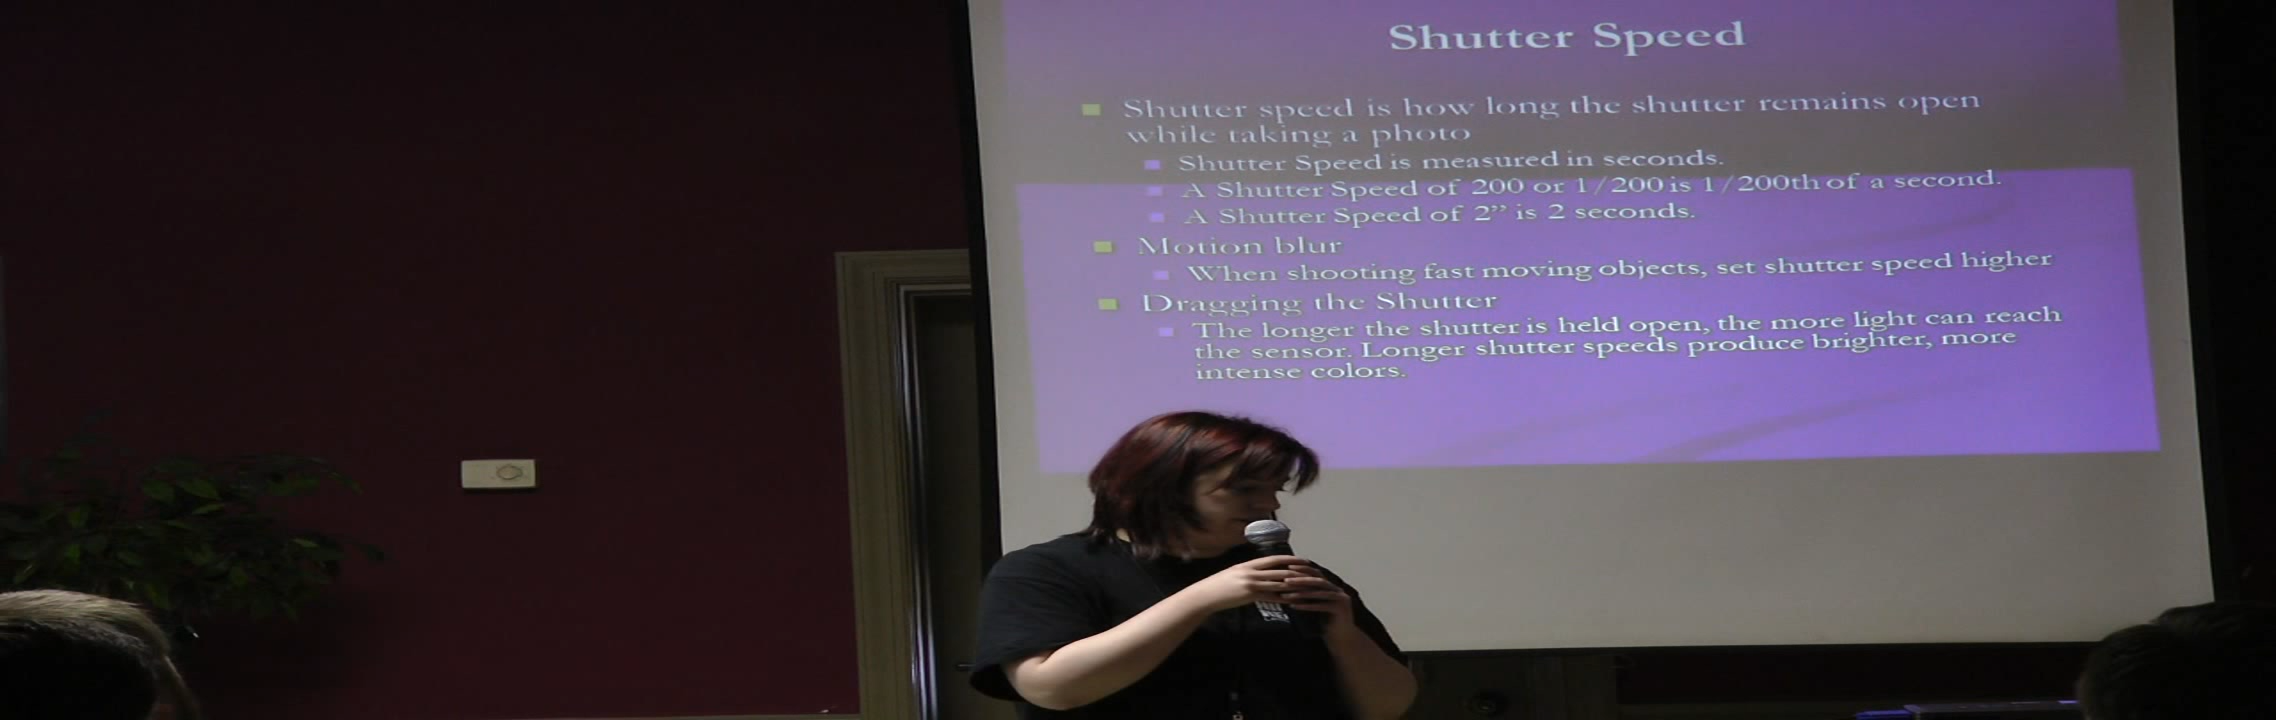 Shutter Speed
Shutter speed is how long the shutter remains open
while taking a photo
Shutter Speed is measured in seconds.
A Shutter Speed of 200 or 1/200 is 1/200th of a second.
A Shutter Speed of 2” is 2 seconds.
Motion blur
When shooting fast moving objects, set shutter speed higher
Dragging the Shutter
The longer the shutter is held open, the more light can reach
the sensor. Longer shutter speeds produce brighter, more
intense colors.